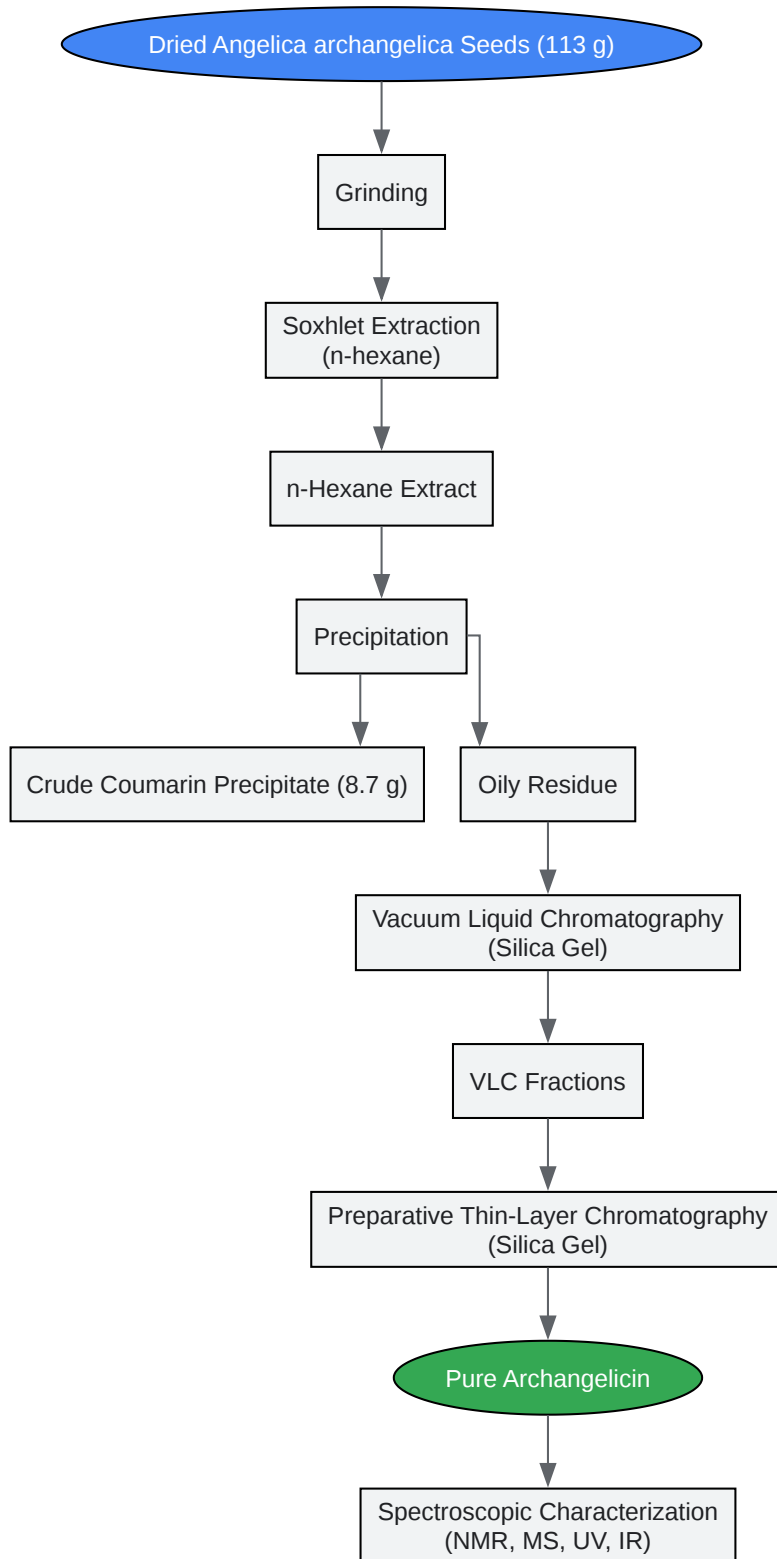 Dried Angelica archangelica Seeds (113 g)
Grinding
Soxhlet Extraction
(n-hexane)
n-Hexane Extract
Precipitation
Crude Coumarin Precipitate (8.7 g)
Oily Residue
Vacuum Liquid Chromatography
(Silica Gel)
VLC Fractions
Preparative Thin-Layer Chromatography
(Silica Gel)
Pure Archangelicin
Spectroscopic Characterization
(NMR, MS, UV, IR)